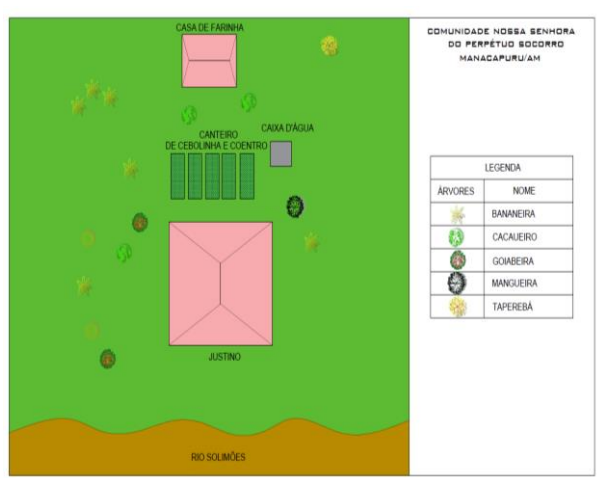 CASA DE FARINHA
CAIXA D'ÁGUA
CANTEIRO
DE CEBOLINHA E COENTRO
JUSTINO
RIO SOLIMÕES
COMUNIDADE NOSSA SENHORA
DO PERPÉTUO SOCORRO
MANACAPURU/AM
LEGENDA
ÁRVORES NOME
BANANEIRA
CACAUEIRO
GOIABEIRA
MANGUEIRA
TAPEREBÁ